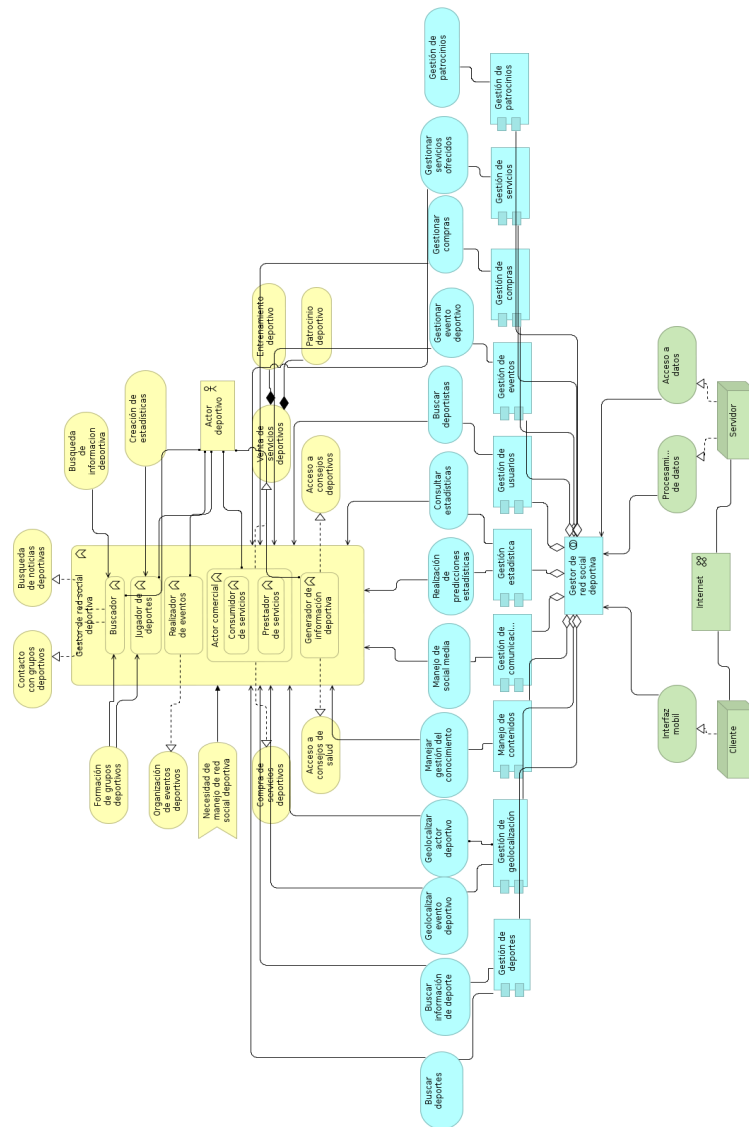 Contacto
con grupos
deportivos
Busqueda
de noticias
deportivas
Gestor de red social
deportiva
Busqueda
de
informacion
deportiva
Formación
de grupos
deportivos
Buscador
Creación de
estadísticas
Jugador de
deportes
Organización
de eventos
deportivos
Realizador
de eventos
Actor
deportivo
Necesidad de
manejo de red
social deportiva
Actor comercial
Consumidor
de servicios
Compra de
servicios
deportivos
Prestador
de servicios
Venta de
servicios
deportivos
Entrenamiento
deportivo
Acceso a
consejos de
salud
Generador de
información
deportiva
Acceso a
consejos
deportivos
Patrocinio
deportivo
Buscar
deportes
Buscar
información
de deporte
Geolocalizar
evento
deportivo
Geolocalizar
actor
deportivo
Manejar
gestión del
conocimiento
Manejo de
social media
Realización
de
predicciones
estadísticas
Consultar
estadísticas
Buscar
deportistas
Gestionar
evento
deportivo
Gestionar
compras
Gestionar
servicios
ofrecidos
Gestión de
patrocinios
Gestión de
deportes
Gestión de
geolocalización
Manejo de
contenidos
Gestión de
comunicaci...
Gestión
estadística
Gestión de
usuarios
Gestión de
eventos
Gestión de
compras
Gestión de
servicios
Gestión de
patrocinios
Gestor de
red social
deportiva
Interfaz
mobil
Procesami...
de datos
Acceso a
datos
Cliente
Internet
Servidor